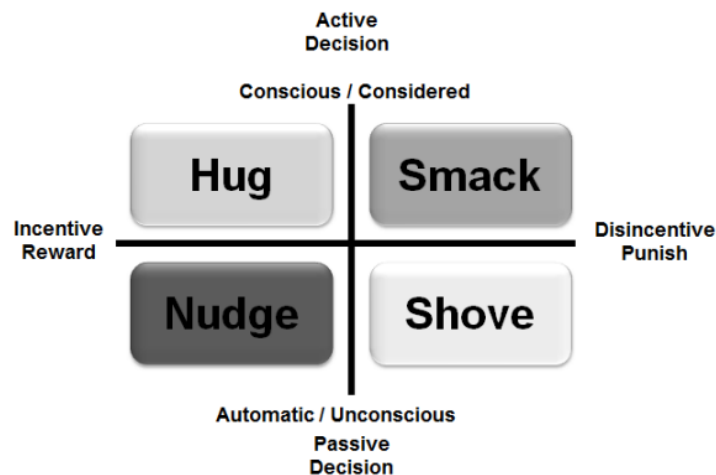 Active
Decision
Conscious / Considered
Hug
Smack
Incentive
Reward
Disincentive
Punish
Nudge
Shove
Automatic / Unconscious
Passive
Decision